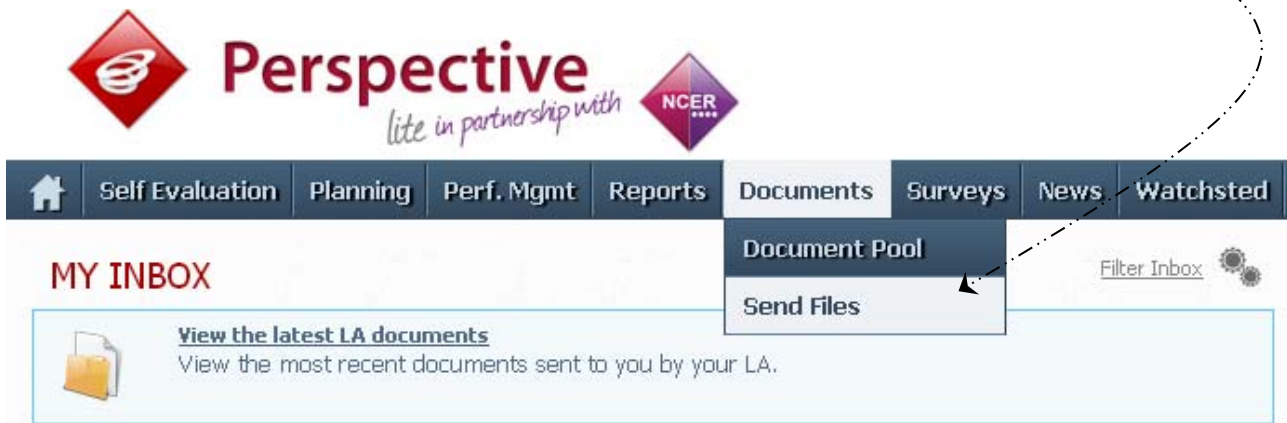 Perspective
lite in partnership with NCER
Self Evaluation Planning Perf. Mgmt Reports Documents Surveys News Watchsted
Document Pool
MY INBOX
Filter Inbox
Send Files
View the latest LA documents
View the most recent documents sent to you by your LA.